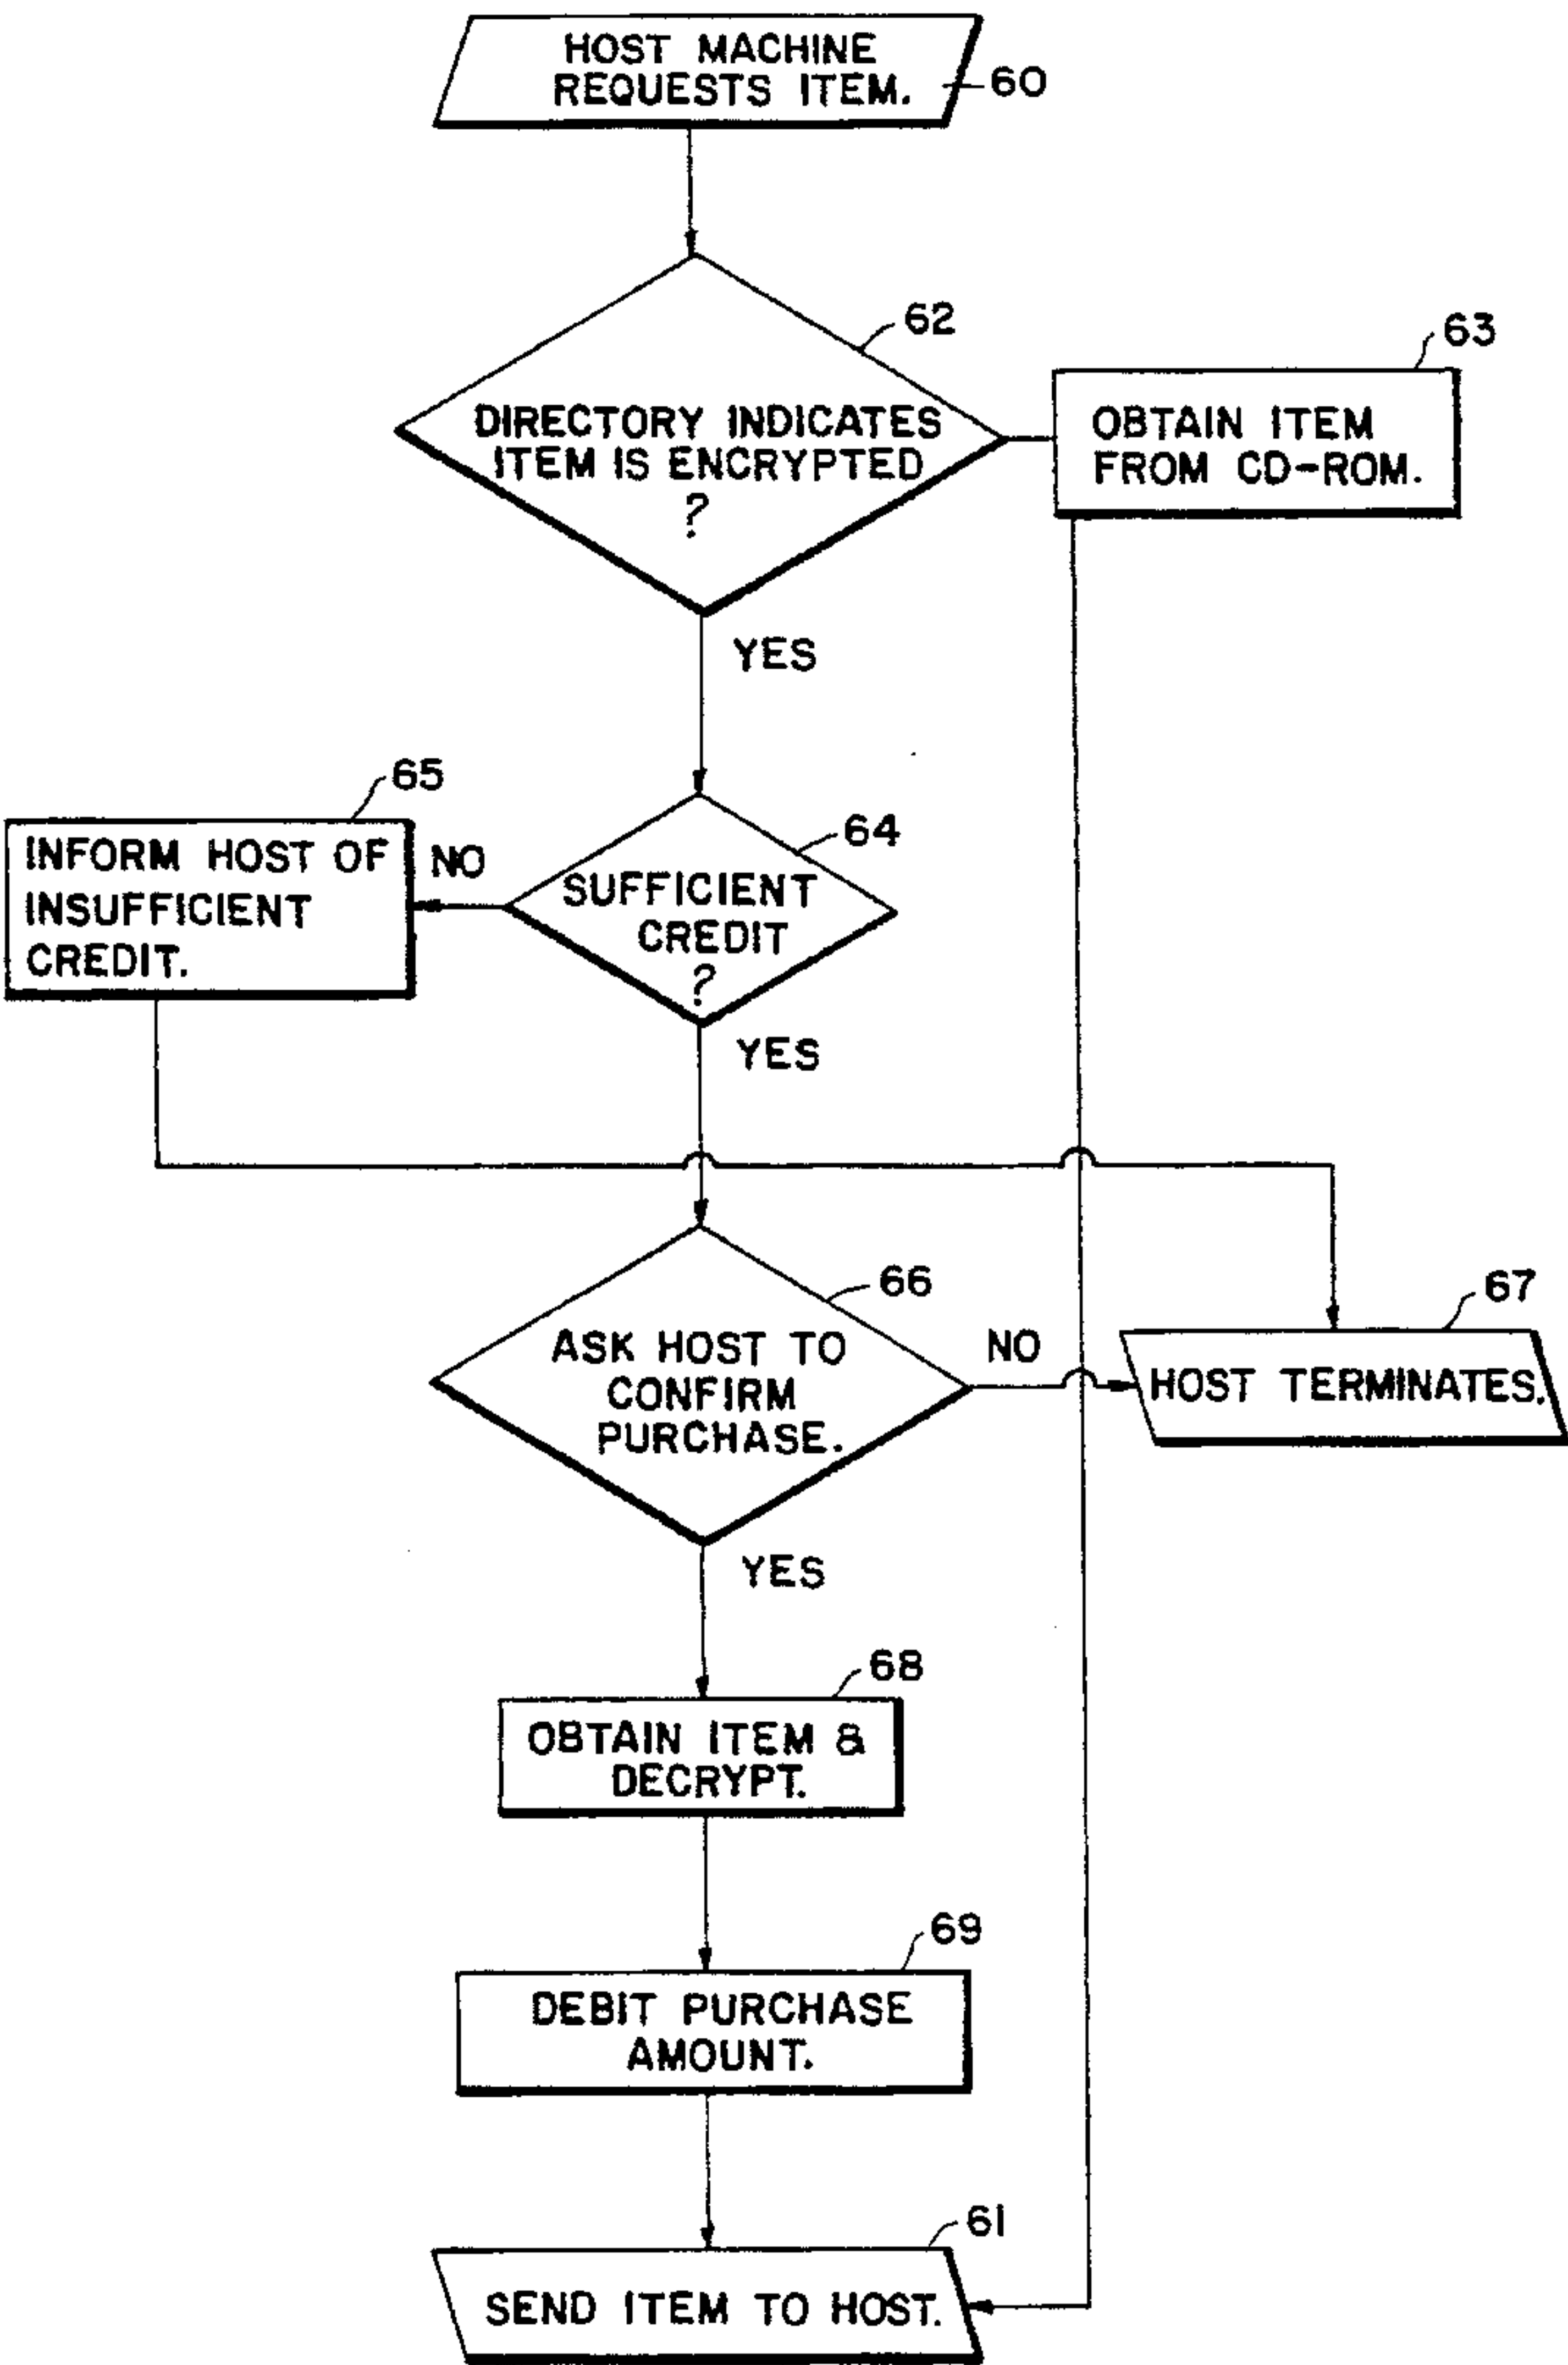 HOST MACHINE
REQUESTS ITEM.
60
62
63
DIRECTORY INDICATES
ITEM IS ENCRYPTED
?
OBTAIN ITEM
FROM CD-ROM.
YES
65
64
INFORM HOST OF
INSUFFICIENT
CREDIT.
NO
SUFFICIENT
CREDIT
?
YES
66
67
ASK HOST TO
CONFIRM
PURCHASE.
NO
HOST TERMINATES.
YES
68
OBTAIN ITEM &
DECRYPT.
69
DEBIT PURCHASE
AMOUNT.
61
SEND ITEM TO HOST.